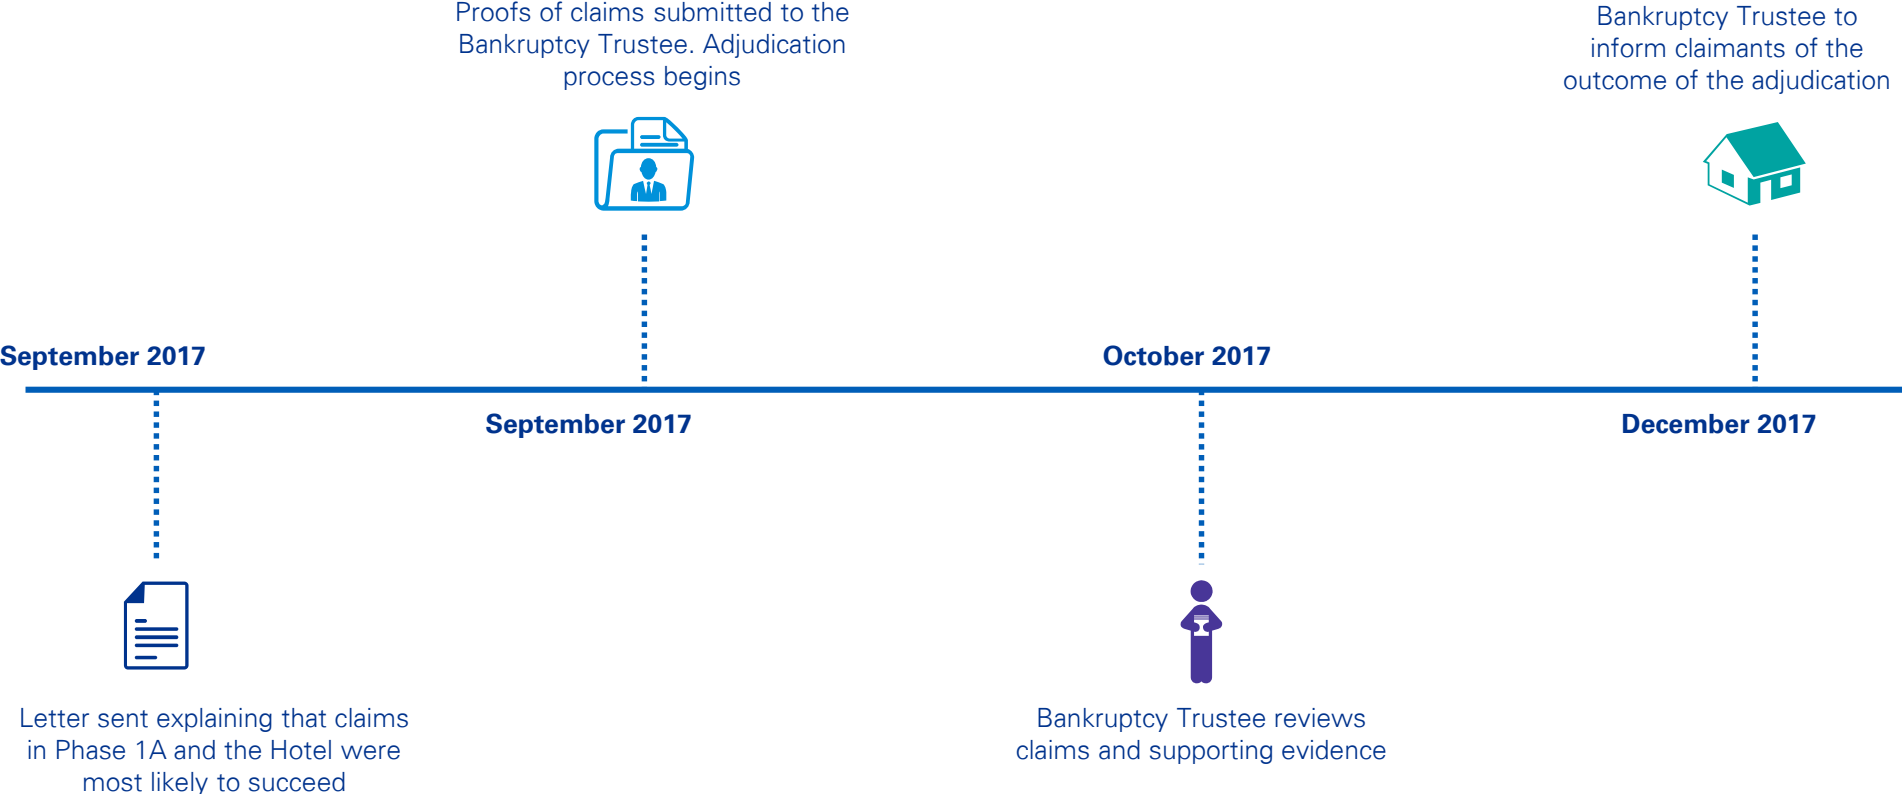 Proofs of claims submitted to the
Bankruptcy Trustee. Adjudication
process begins
Bankruptcy Trustee to
inform claimants of the
outcome of the adjudication
September 2017
October 2017
September 2017
December 2017
Letter sent explaining that claims
in Phase 1A and the Hotel were
most likely to succeed
Bankruptcy Trustee reviews
claims and supporting evidence